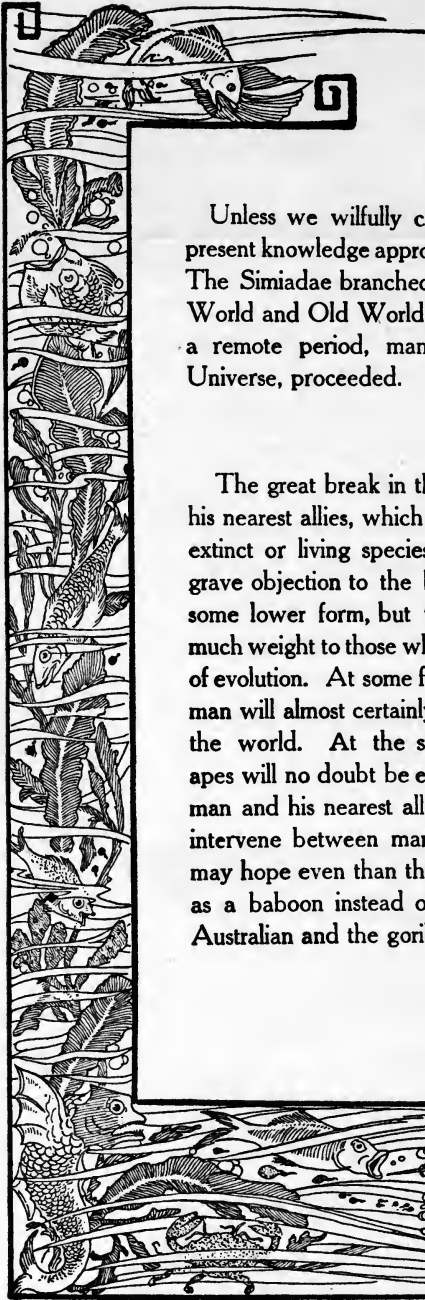 Unless we wilfully c
present knowledge appro
The Simiadae branched
World and Old World
a remote period, man
Universe, proceeded.
The great break in th
his nearest allies, which
extinct or living species
grave objection to the
some lower form, but
much weight to those wh
of evolution. At some f
man will almost certainly
the world. At the s
apes will no doubt be e
man and his nearest all
intervene between man
may hope even than th
as a baboon instead o
Australian and the gori